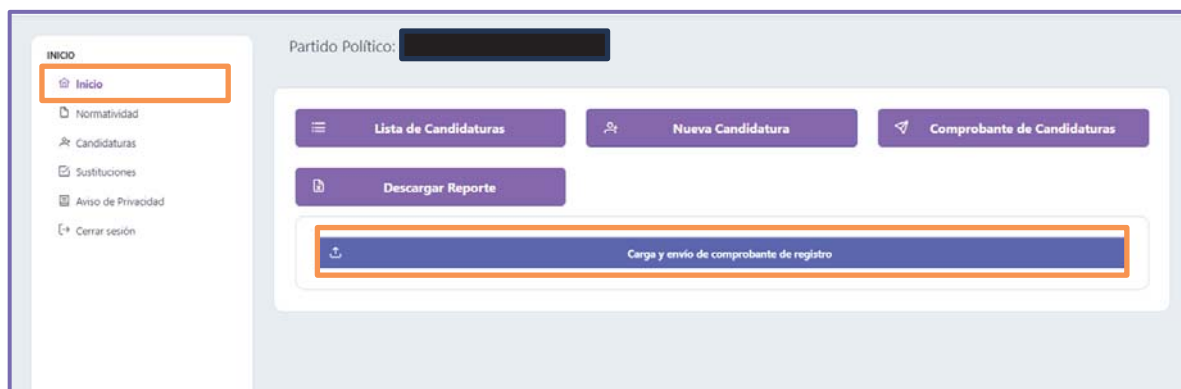 Partido Político:
INICIO
Inicio
Normatividad
Candidaturas
Sustituciones
Aviso de Privacidad
Cerrar sesión
Lista de Candidaturas
Nueva Candidatura
Comprobante de Candidaturas
Descargar Reporte
Carga y envío de comprobante de registro